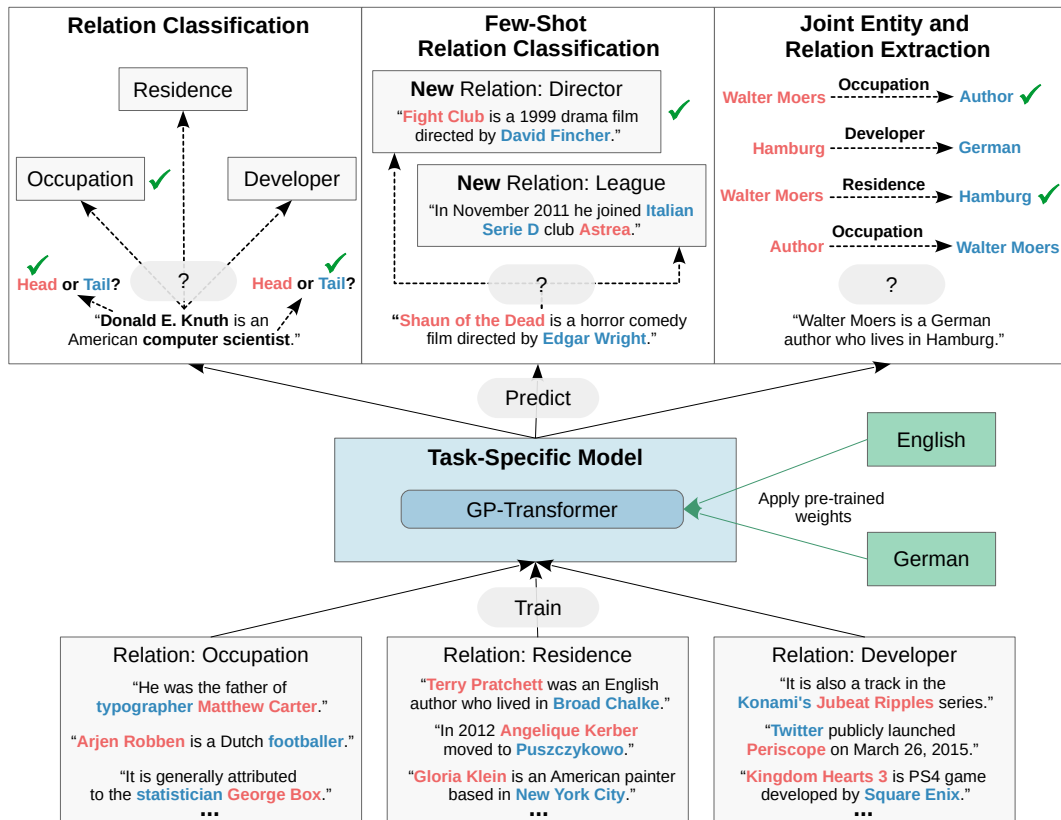 Relation Classification
Residence
Occupation
Developer
Head or Tail?
?
Head or Tail?
“Donald E. Knuth is an
American computer scientist.”
Few-Shot
Relation Classification
New Relation: Director
“Fight Club is a 1999 drama film
directed by David Fincher.”
New Relation: League
“In November 2011 he joined Italian
Serie D club Astrea.”
?
“Shaun of the Dead is a horror comedy
film directed by Edgar Wright.”
Joint Entity and
Relation Extraction
Walter Moers Occupation Author
Hamburg Developer German
Walter Moers Residence Hamburg
Author Occupation Walter Moers
?
“Walter Moers is a German
author who lives in Hamburg.”
Predict
Task-Specific Model
GP-Transformer
English
Apply pre-trained
weights
German
Train
Relation: Occupation
“He was the father of
typographer Matthew Carter.”
“Arjen Robben is a Dutch footballer.”
“It is generally attributed
to the statistician George Box.”
...
Relation: Residence
“Terry Pratchett was an English
author who lived in Broad Chalke.”
“In 2012 Angelique Kerber
moved to Puszczykowo.”
“Gloria Klein is an American painter
based in New York City.”
...
Relation: Developer
“It is also a track in the
Konami's Jubeat Ripples series.”
“Twitter publicly launched
Periscope on March 26, 2015.”
“Kingdom Hearts 3 is PS4 game
developed by Square Enix.”
...